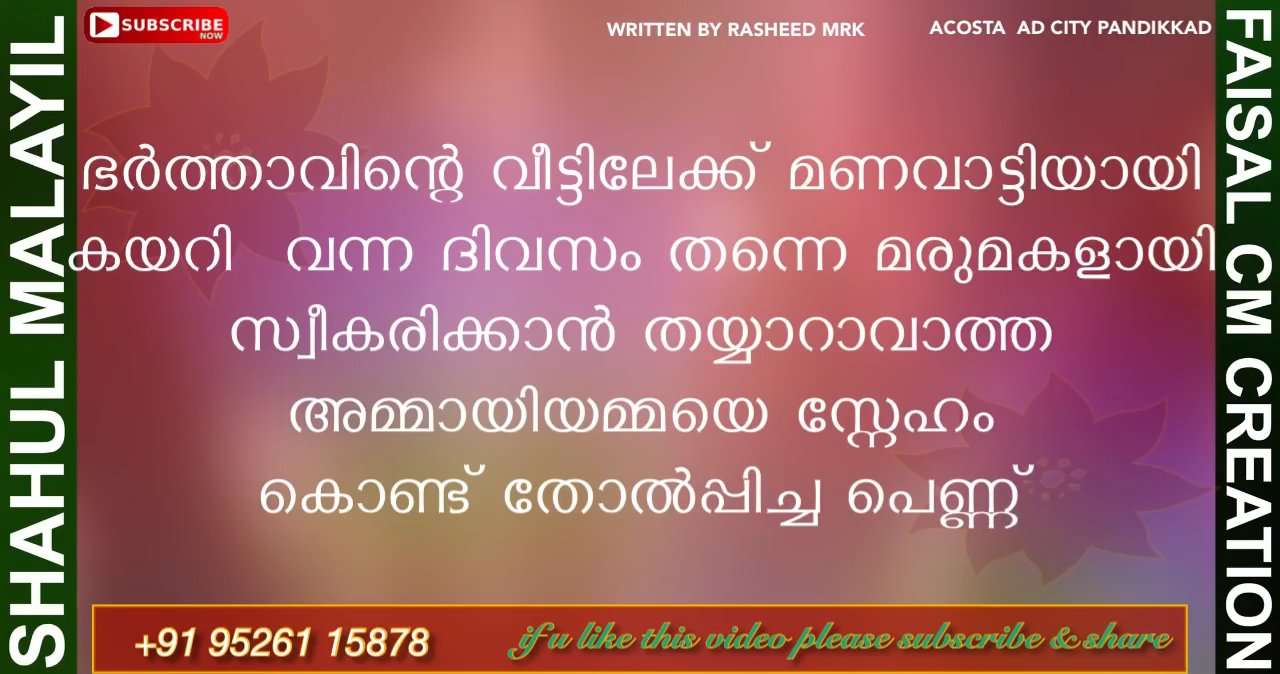 SUBSCRIBE
NOW
WRITTEN BY RASHEED MRK
ACOSTA AD CITY PANDIKKAD
SHAHUL MALAYIL
ഭർത്താവിന്റെ വീട്ടിലേക്ക് മണവാട്ടിയായി
കയറി വന്ന ദിവസം തന്നെ മരുമകളായി
സ്വീകരിക്കാൻ തയ്യാറാവാത്ത
അമ്മായിയമ്മയെ സ്നേഹം
കൊണ്ട് തോൽപ്പിച്ച പെണ്ണ്
FAISAL CM CREATION
+91 95261 15878
if u like this video please subscribe & share